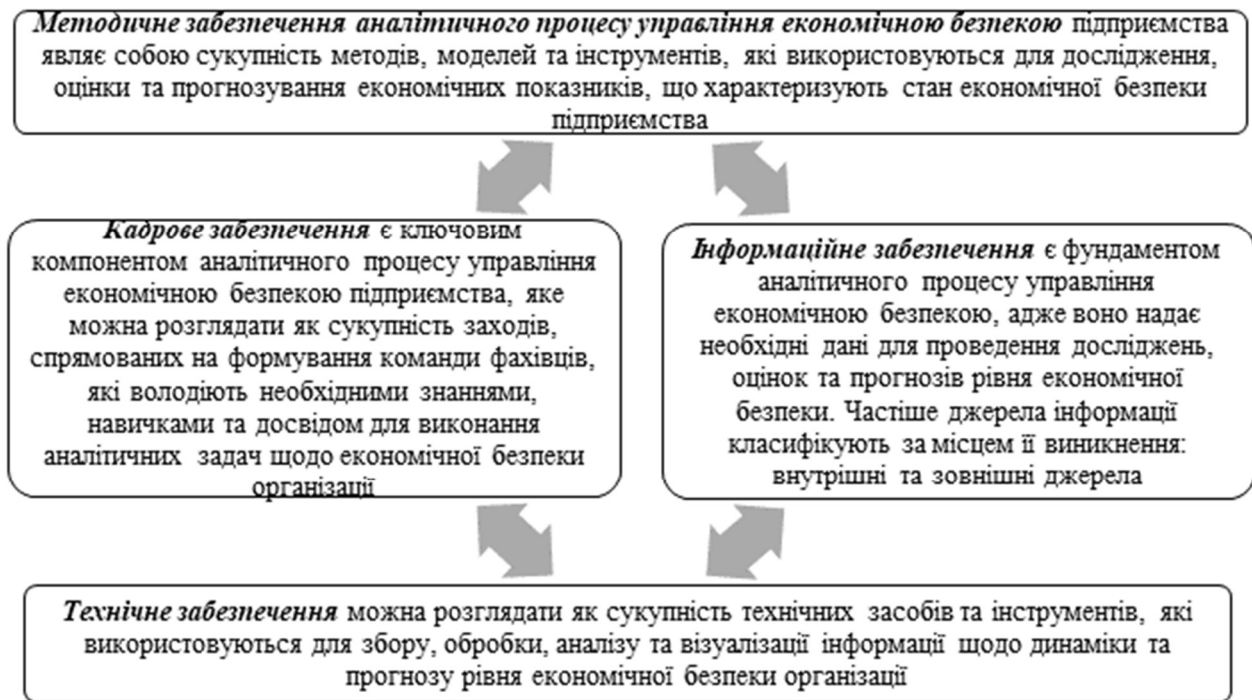 Методичне забезпечення аналітичного процесу управління економічною безпекою підприємства
являє собою сукупність методів, моделей та інструментів, які використовуються для дослідження,
оцінки та прогнозування економічних показників, що характеризують стан економічної безпеки
підприємства
Кадрове забезпечення є ключовим
компонентом аналітичного процесу управління
економічною безпекою підприємства, яке
можна розглядати як сукупність заходів,
спрямованих на формування команди фахівців,
які володіють необхідними знаннями,
навичками та досвідом для виконання
аналітичних задач щодо економічної безпеки
організації
Інформаційне забезпечення є фундаментом
аналітичного процесу управління
економічною безпекою, адже воно надає
необхідні дані для проведення досліджень,
оцінок та прогнозів рівня економічної
безпеки. Частіше джерела інформації
класифікують за місцем її виникнення:
внутрішні та зовнішні джерела
Технічне забезпечення можна розглядати як сукупність технічних засобів та інструментів, які
використовуються для збору, обробки, аналізу та візуалізації інформації щодо динаміки та
прогнозу рівня економічної безпеки організації